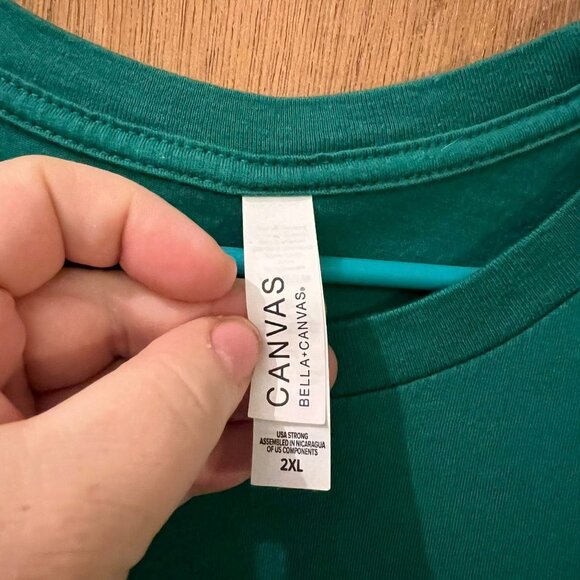 CANVAS
BELLA+CANVAS®
USA STRONG
ASSEMBLED IN NICARAGUA
OF US COMPONENTS
2XL